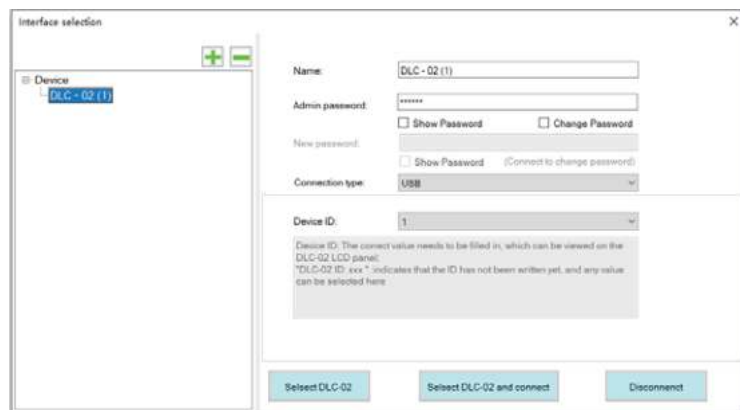 Interface selection
Device
DLC - 02 (1)
Name:
DLC - 02 (1)
Admin password:
******
Show Password
Change Password
New password:
Show Password
(Connect to change password)
Connection type:
USB
Device ID:
1
Device ID: The correct value needs to be filled in, which can be viewed on the
DLC-02 LCD panel;
"DLC-02 ID: xxx " indicates that the ID has not been written yet, and any value
can be selected here
Selsect DLC-02
Selsect DLC-02 and connect
Disconnenct